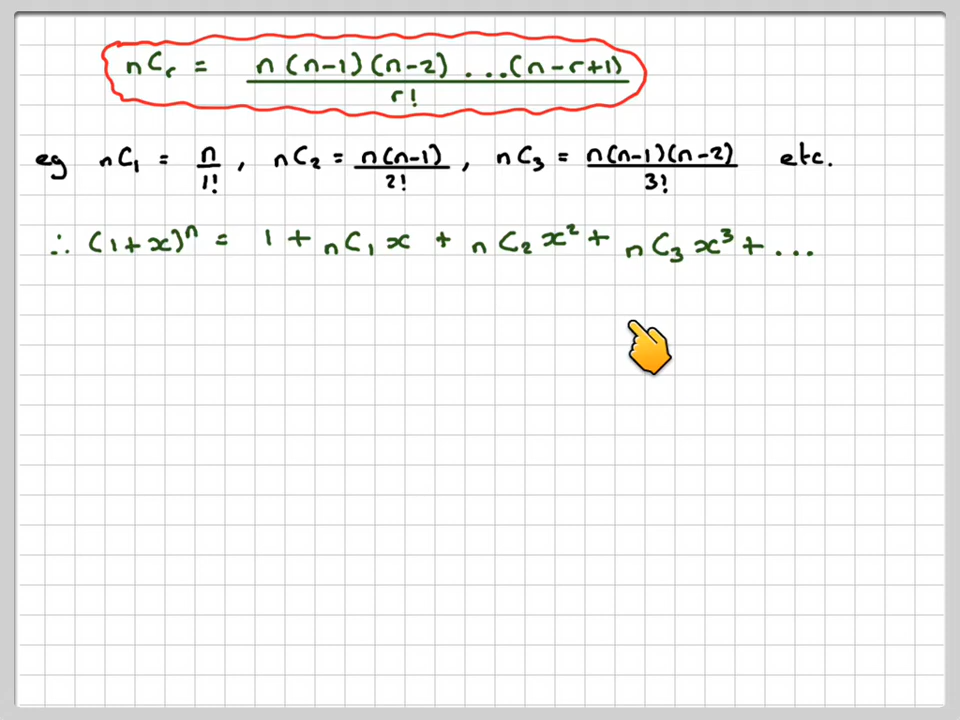 nCr = n(n-1)(n-2)...(n-r+1) / r!
eg nC1 = n/1!, nC2 = n(n-1)/2!, nC3 = n(n-1)(n-2)/3! etc.
∴ (1+x)ⁿ = 1 + nC1 x + nC2 x² + nC3 x³ + ...